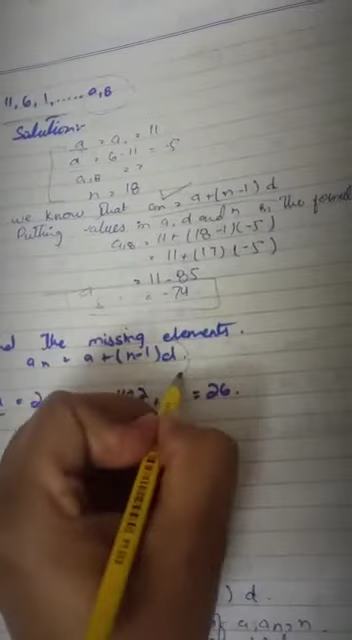 11, 6, 1, ...... a18
Solution:-
a = a1 = 11
d = 6-11 = -5
a18 = ?
n = 18
we know That an = a+(n-1)d
Putting values in a, d and n in The formula
a18 = 11+(18-1)(-5)
= 11+(17)(-5)
= 11-85
= -74
The missing elements.
an = a+(n-1)d.
= 2
= 26.
) d.